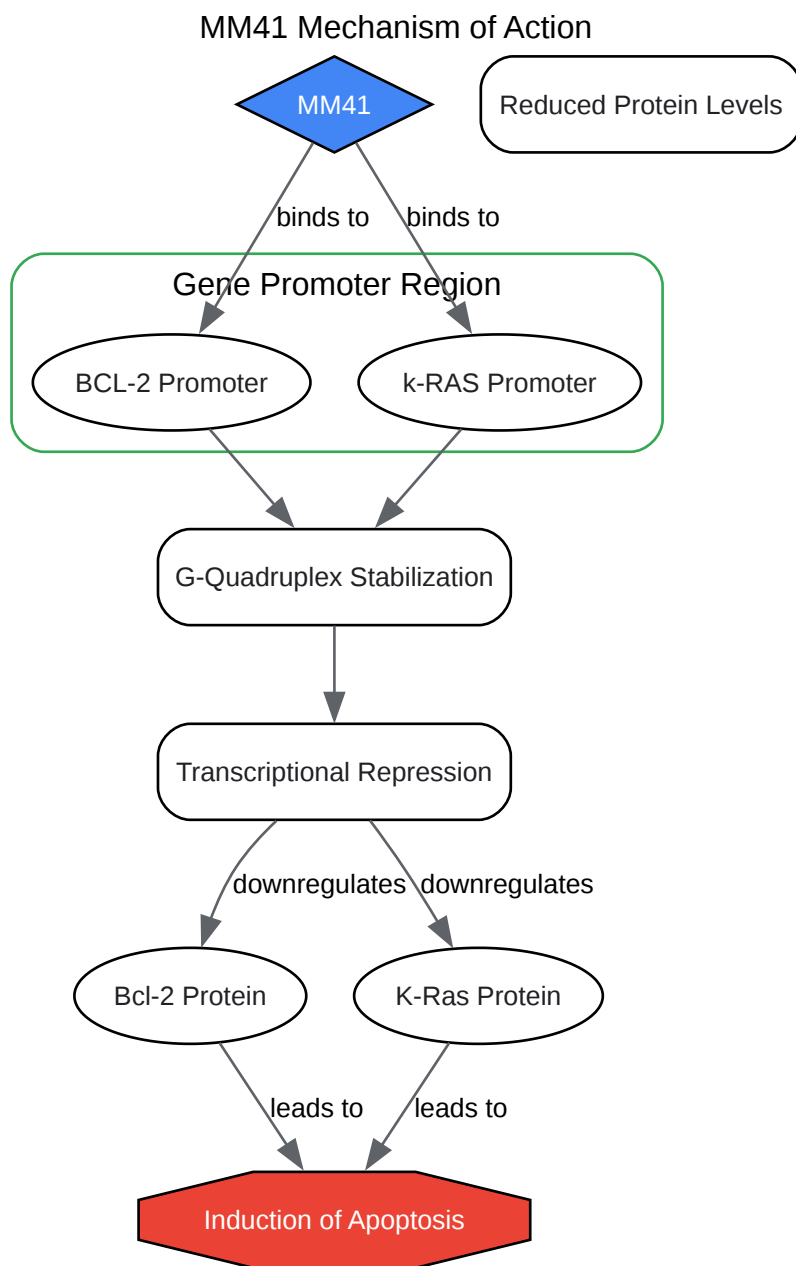 MM41 Mechanism of Action
MM41
Reduced Protein Levels
binds to
binds to
Gene Promoter Region
BCL-2 Promoter
k-RAS Promoter
G-Quadruplex Stabilization
Transcriptional Repression
downregulates
downregulates
Bcl-2 Protein
K-Ras Protein
leads to
leads to
Induction of Apoptosis